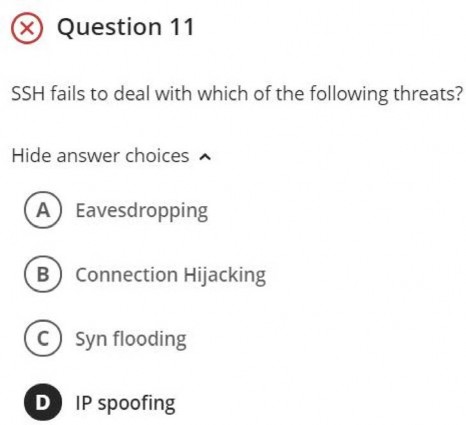 Question 11
SSH fails to deal with which of the following threats?
Hide answer choices
A Eavesdropping
B Connection Hijacking
C Syn flooding
D IP spoofing